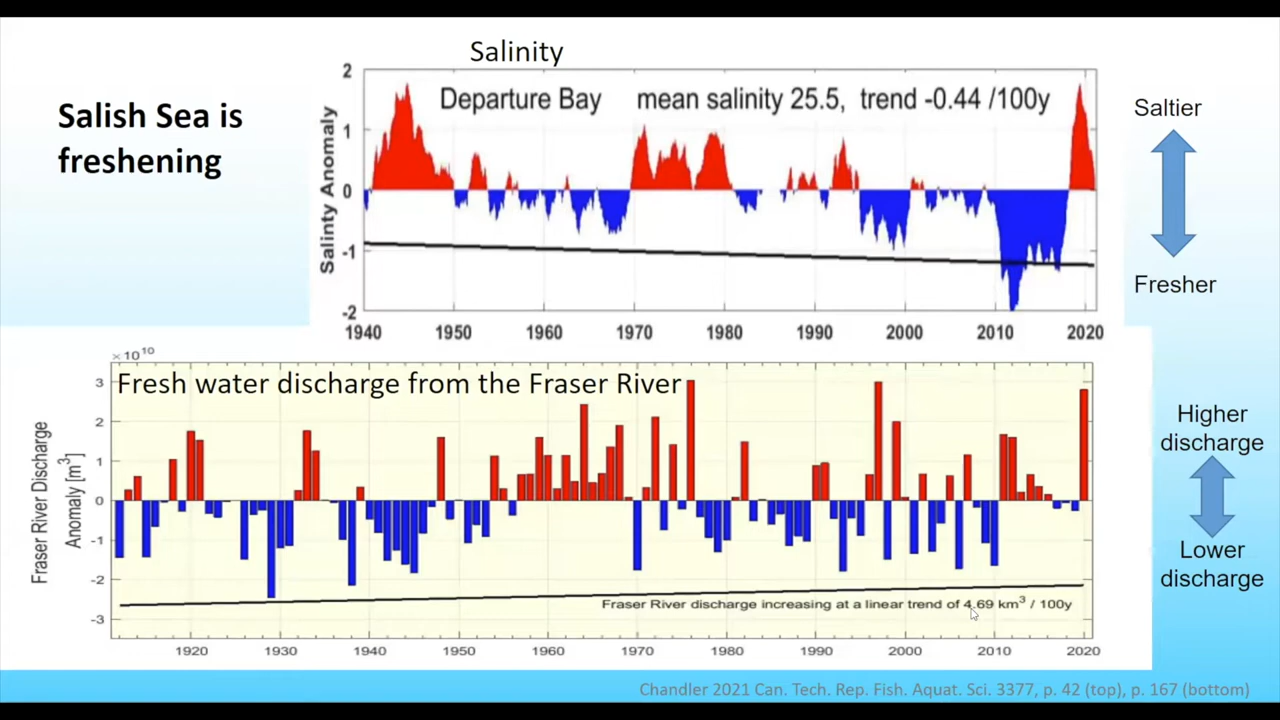 Salish Sea is
freshening
Salinity
Departure Bay mean salinity 25.5, trend -0.44 /100y
Salinty Anomaly
2
1
0
-1
-2
1940 1950 1960 1970 1980 1990 2000 2010 2020
Saltier
Fresher
× 10^10
Fresh water discharge from the Fraser River
Fraser River Discharge
Anomaly [m³]
3
2
1
0
-1
-2
-3
Fraser River discharge increasing at a linear trend of 4.69 km³ / 100y
1920 1930 1940 1950 1960 1970 1980 1990 2000 2010 2020
Higher
discharge
Lower
discharge
Chandler 2021 Can. Tech. Rep. Fish. Aquat. Sci. 3377, p. 42 (top), p. 167 (bottom)